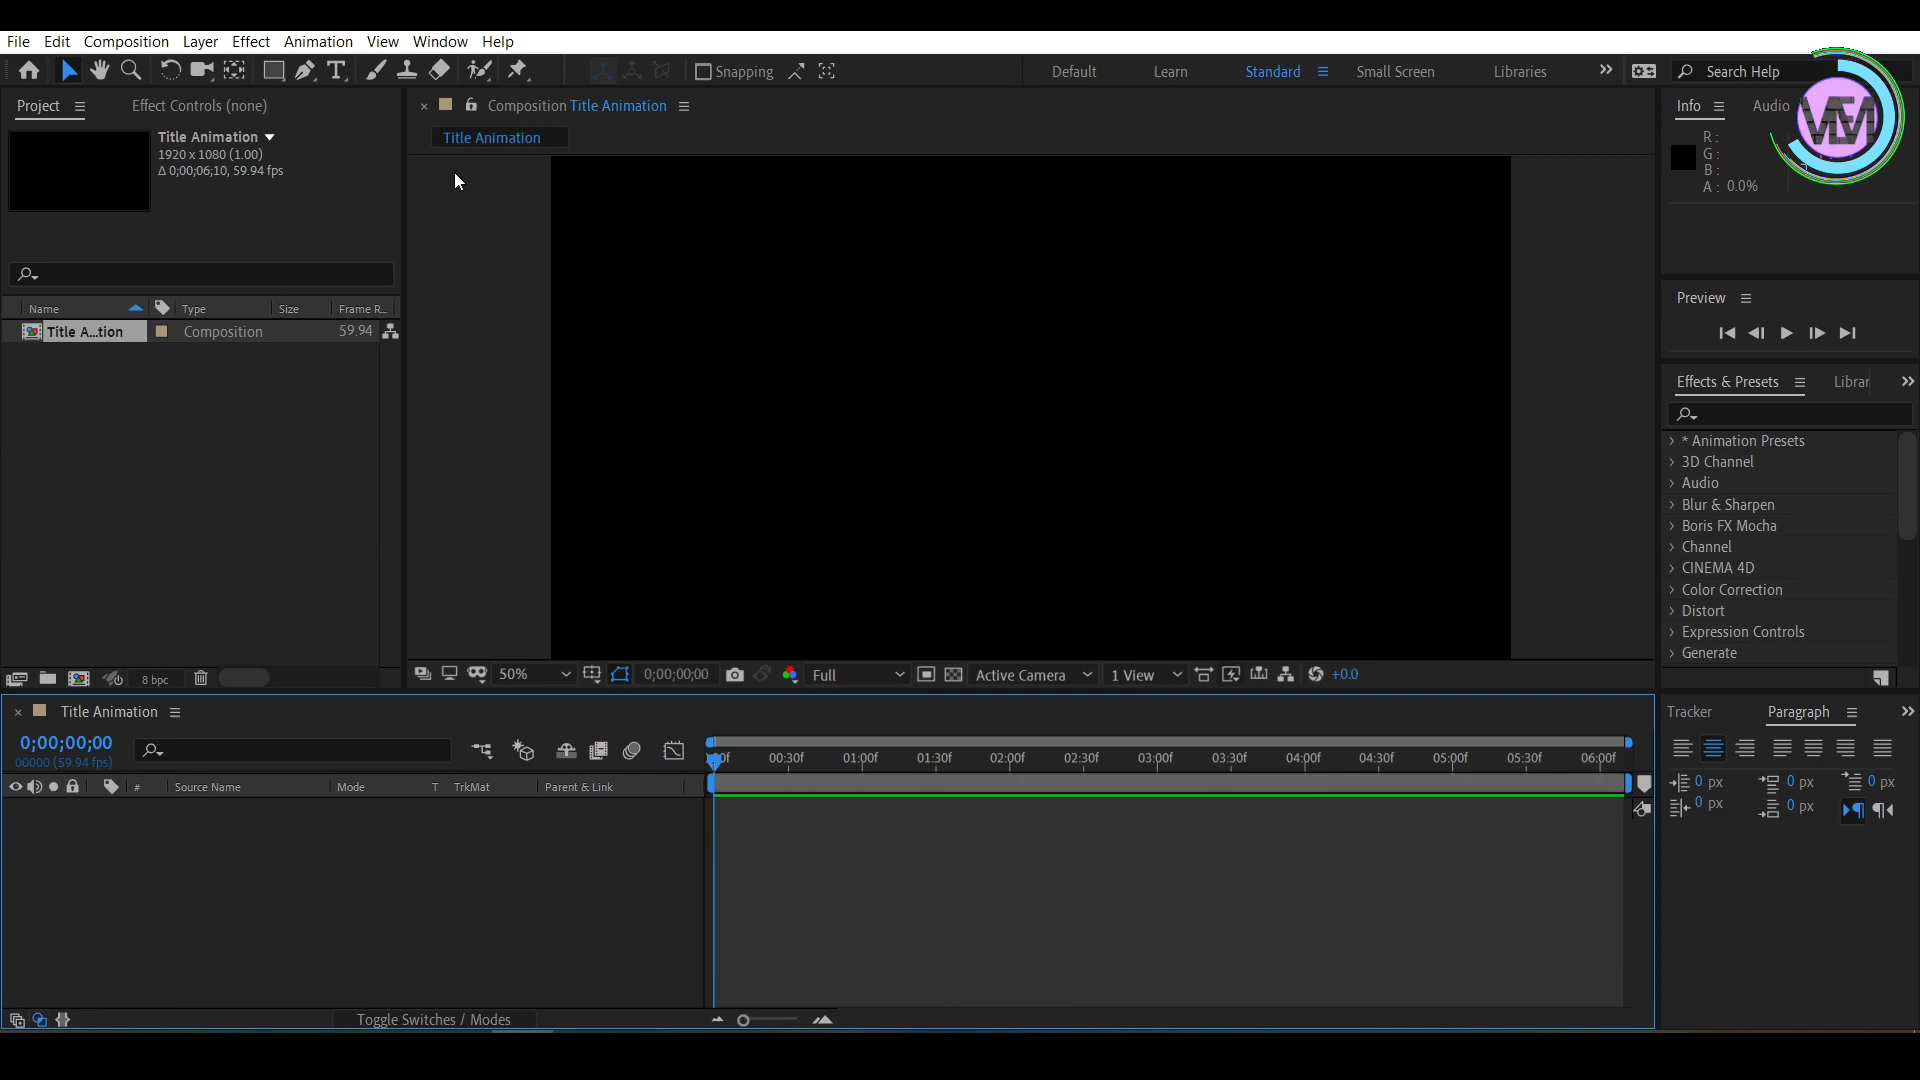 File Edit Composition Layer Effect Animation View Window Help
Snapping Default Learn Standard Small Screen Libraries Search Help
Project Effect Controls (none)
Title Animation
1920 x 1080 (1.00)
Δ 0;00;06;10, 59.94 fps
Name Type Size Frame R...
Title A...tion Composition 59.94
8 bpc
Composition Title Animation
Title Animation
50% 0;00;00;00 Full Active Camera 1 View +0.0
Info Audio
R :
G :
B :
A : 0.0%
VEM
Preview
Effects & Presets Librar
* Animation Presets
3D Channel
Audio
Blur & Sharpen
Boris FX Mocha
Channel
CINEMA 4D
Color Correction
Distort
Expression Controls
Generate
Title Animation
0;00;00;00
00000 (59.94 fps)
00f 00:30f 01:00f 01:30f 02:00f 02:30f 03:00f 03:30f 04:00f 04:30f 05:00f 05:30f 06:00f
# Source Name Mode T TrkMat Parent & Link
Toggle Switches / Modes
Tracker Paragraph
0 px 0 px 0 px
0 px 0 px